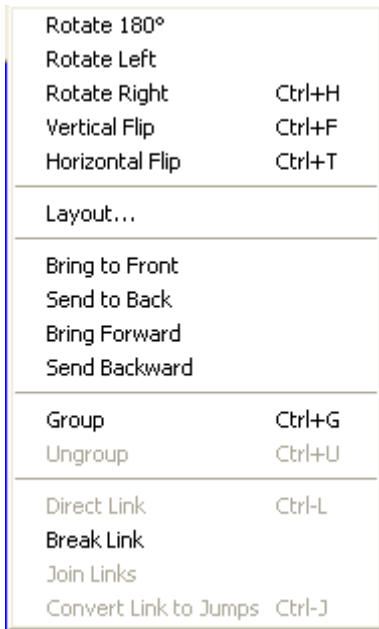 Rotate 180°
Rotate Left
Rotate Right Ctrl+H
Vertical Flip Ctrl+F
Horizontal Flip Ctrl+T
Layout...
Bring to Front
Send to Back
Bring Forward
Send Backward
Group Ctrl+G
Ungroup Ctrl+U
Direct Link Ctrl-L
Break Link
Join Links
Convert Link to Jumps Ctrl-J